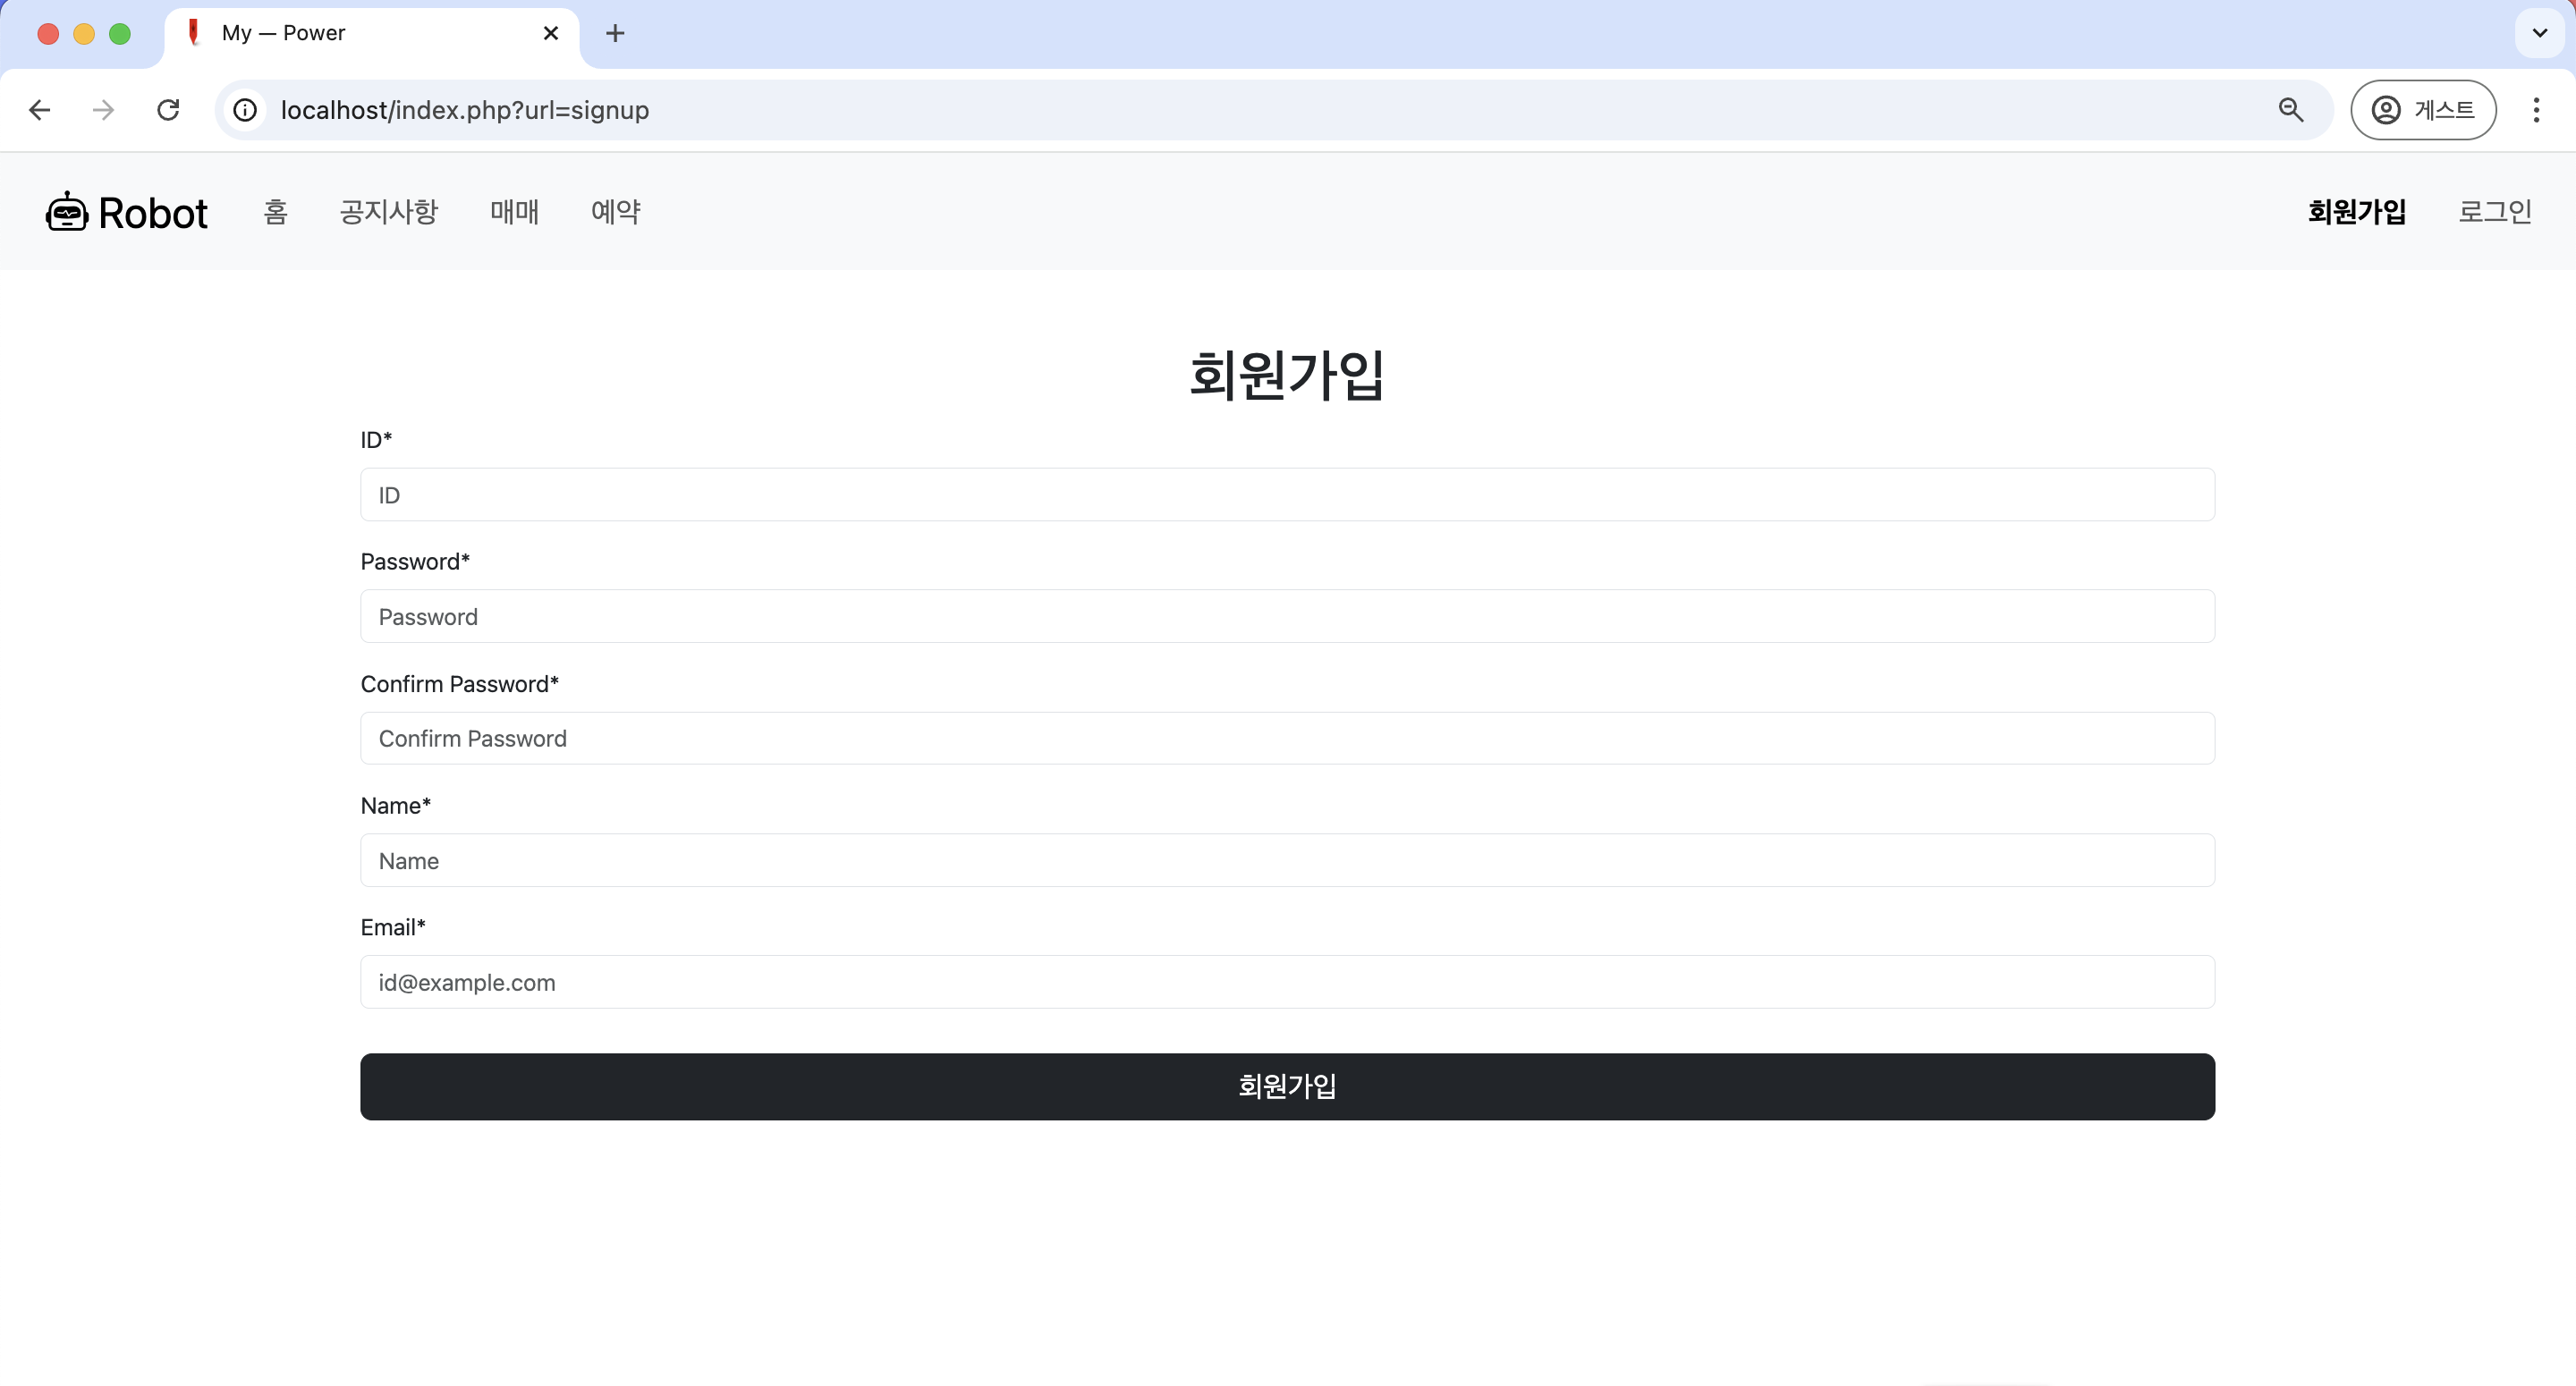 My — Power
localhost/index.php?url=signup
게스트
Robot 홈 공지사항 매매 예약 회원가입 로그인
회원가입
ID*
ID
Password*
Password
Confirm Password*
Confirm Password
Name*
Name
Email*
id@example.com
회원가입